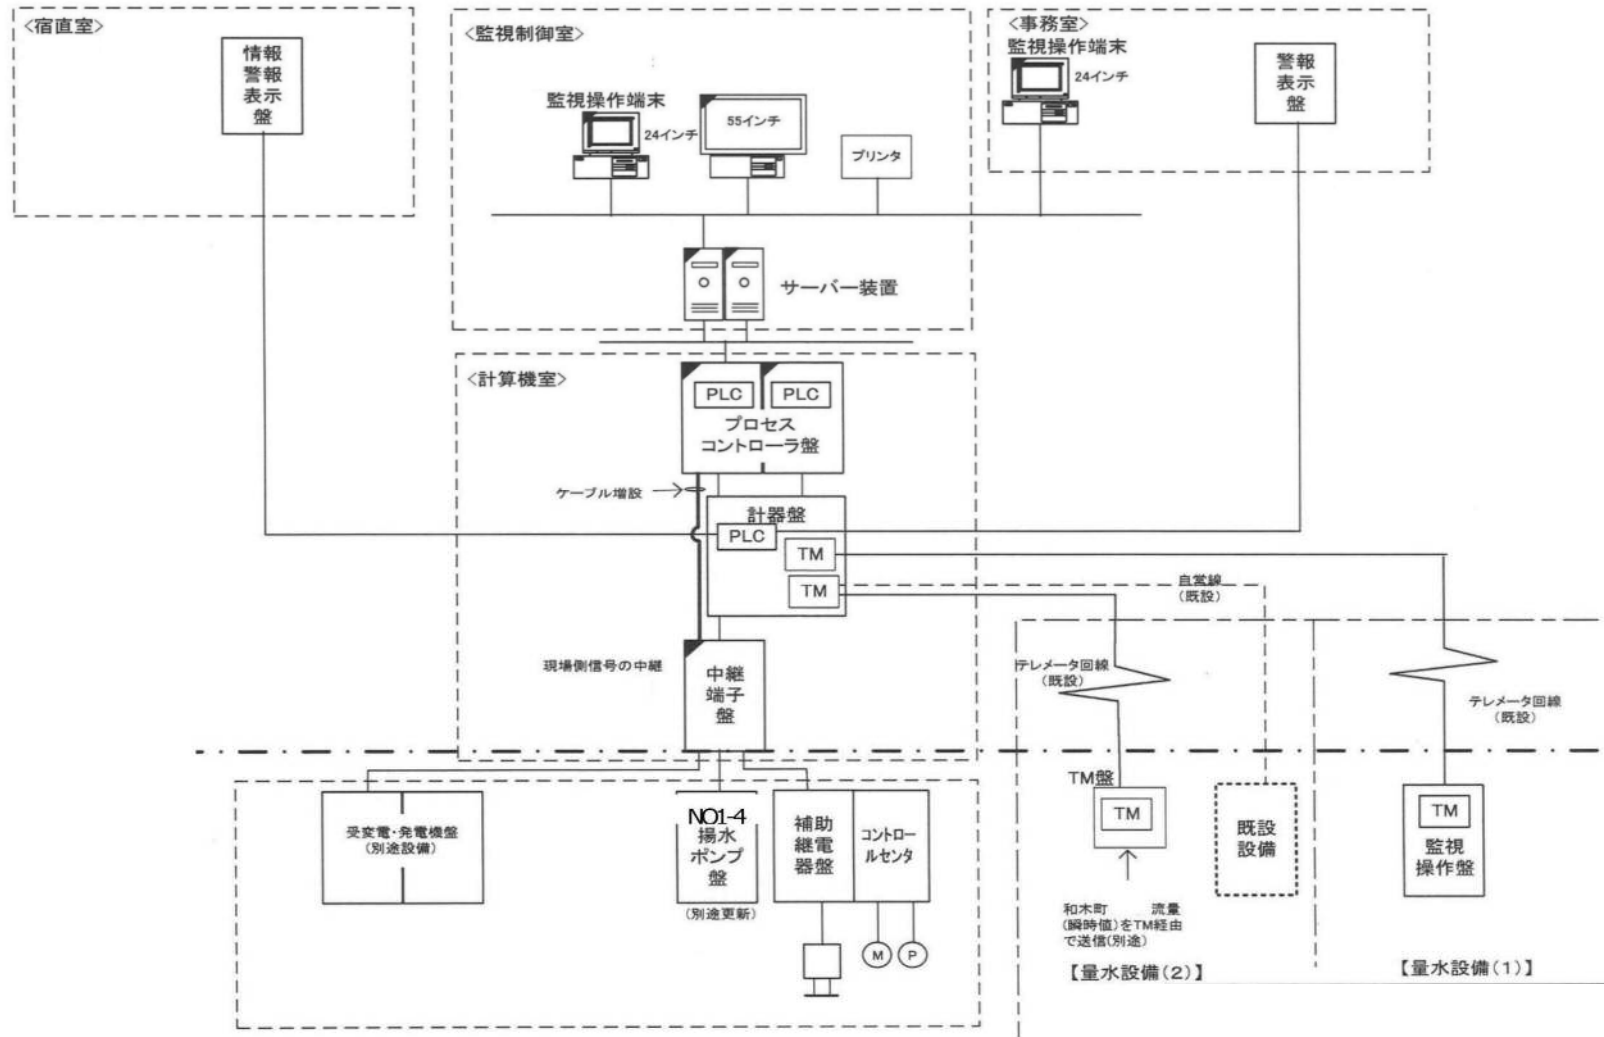 <宿直室>
情報
警報
表示
盤
<監視制御室>
監視操作端末
24インチ
55インチ
プリンタ
サーバー装置
<事務室>
監視操作端末
24インチ
警報
表示
盤
<計算機室>
PLC
PLC
プロセス
コントローラ盤
ケーブル増設
計器盤
PLC
TM
TM
自営線
(既設)
現場側信号の中継
中継
端子
盤
テレメータ回線
(既設)
テレメータ回線
(既設)
受変電・発電機盤
(別途設備)
NO1-4
揚水
ポンプ
盤
(別途更新)
補助
継電
器盤
コントロー
ルセンタ
M
P
TM盤
TM
和木町 流量
(瞬時値)をTM経由
で送信(別途)
【量水設備(2)】
既設
設備
TM
監視
操作盤
【量水設備(1)】